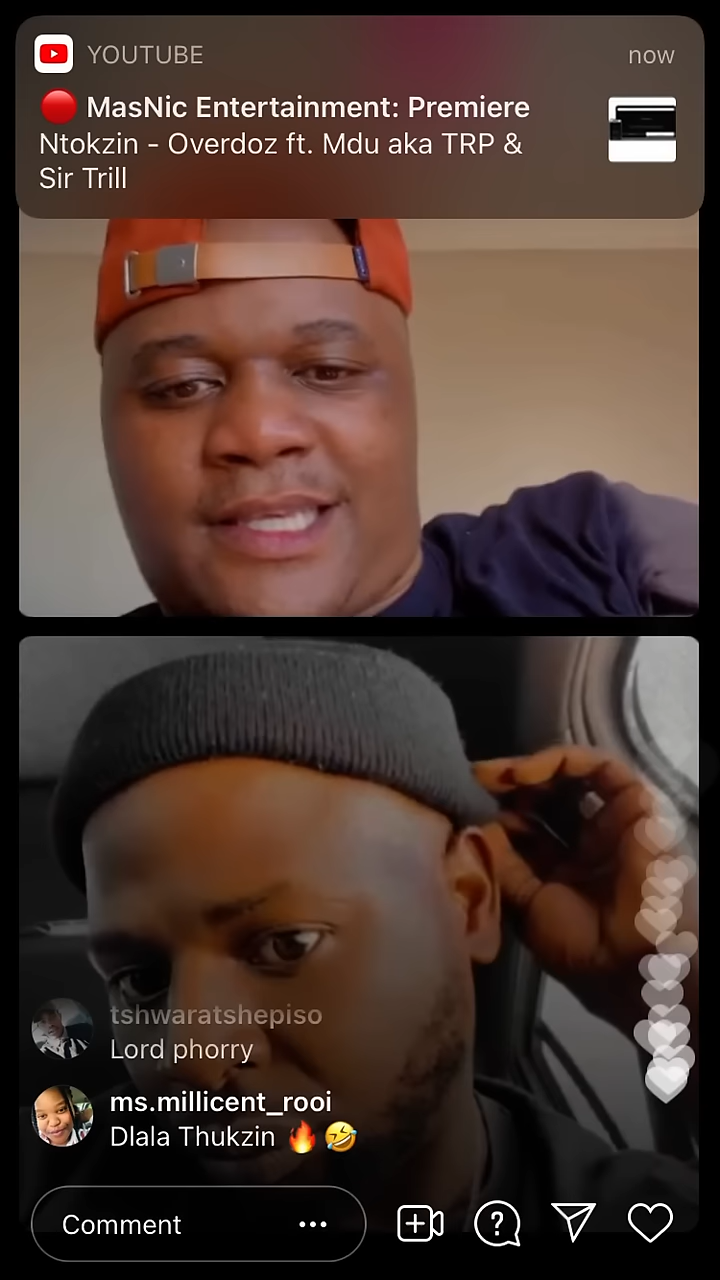 YOUTUBE
now
🔴 MasNic Entertainment: Premiere
Ntokzin - Overdoz ft. Mdu aka TRP &
Sir Trill
tshwaratshepiso
Lord phorry
ms.millicent_rooi
Dlala Thukzin 🔥🤣
Comment